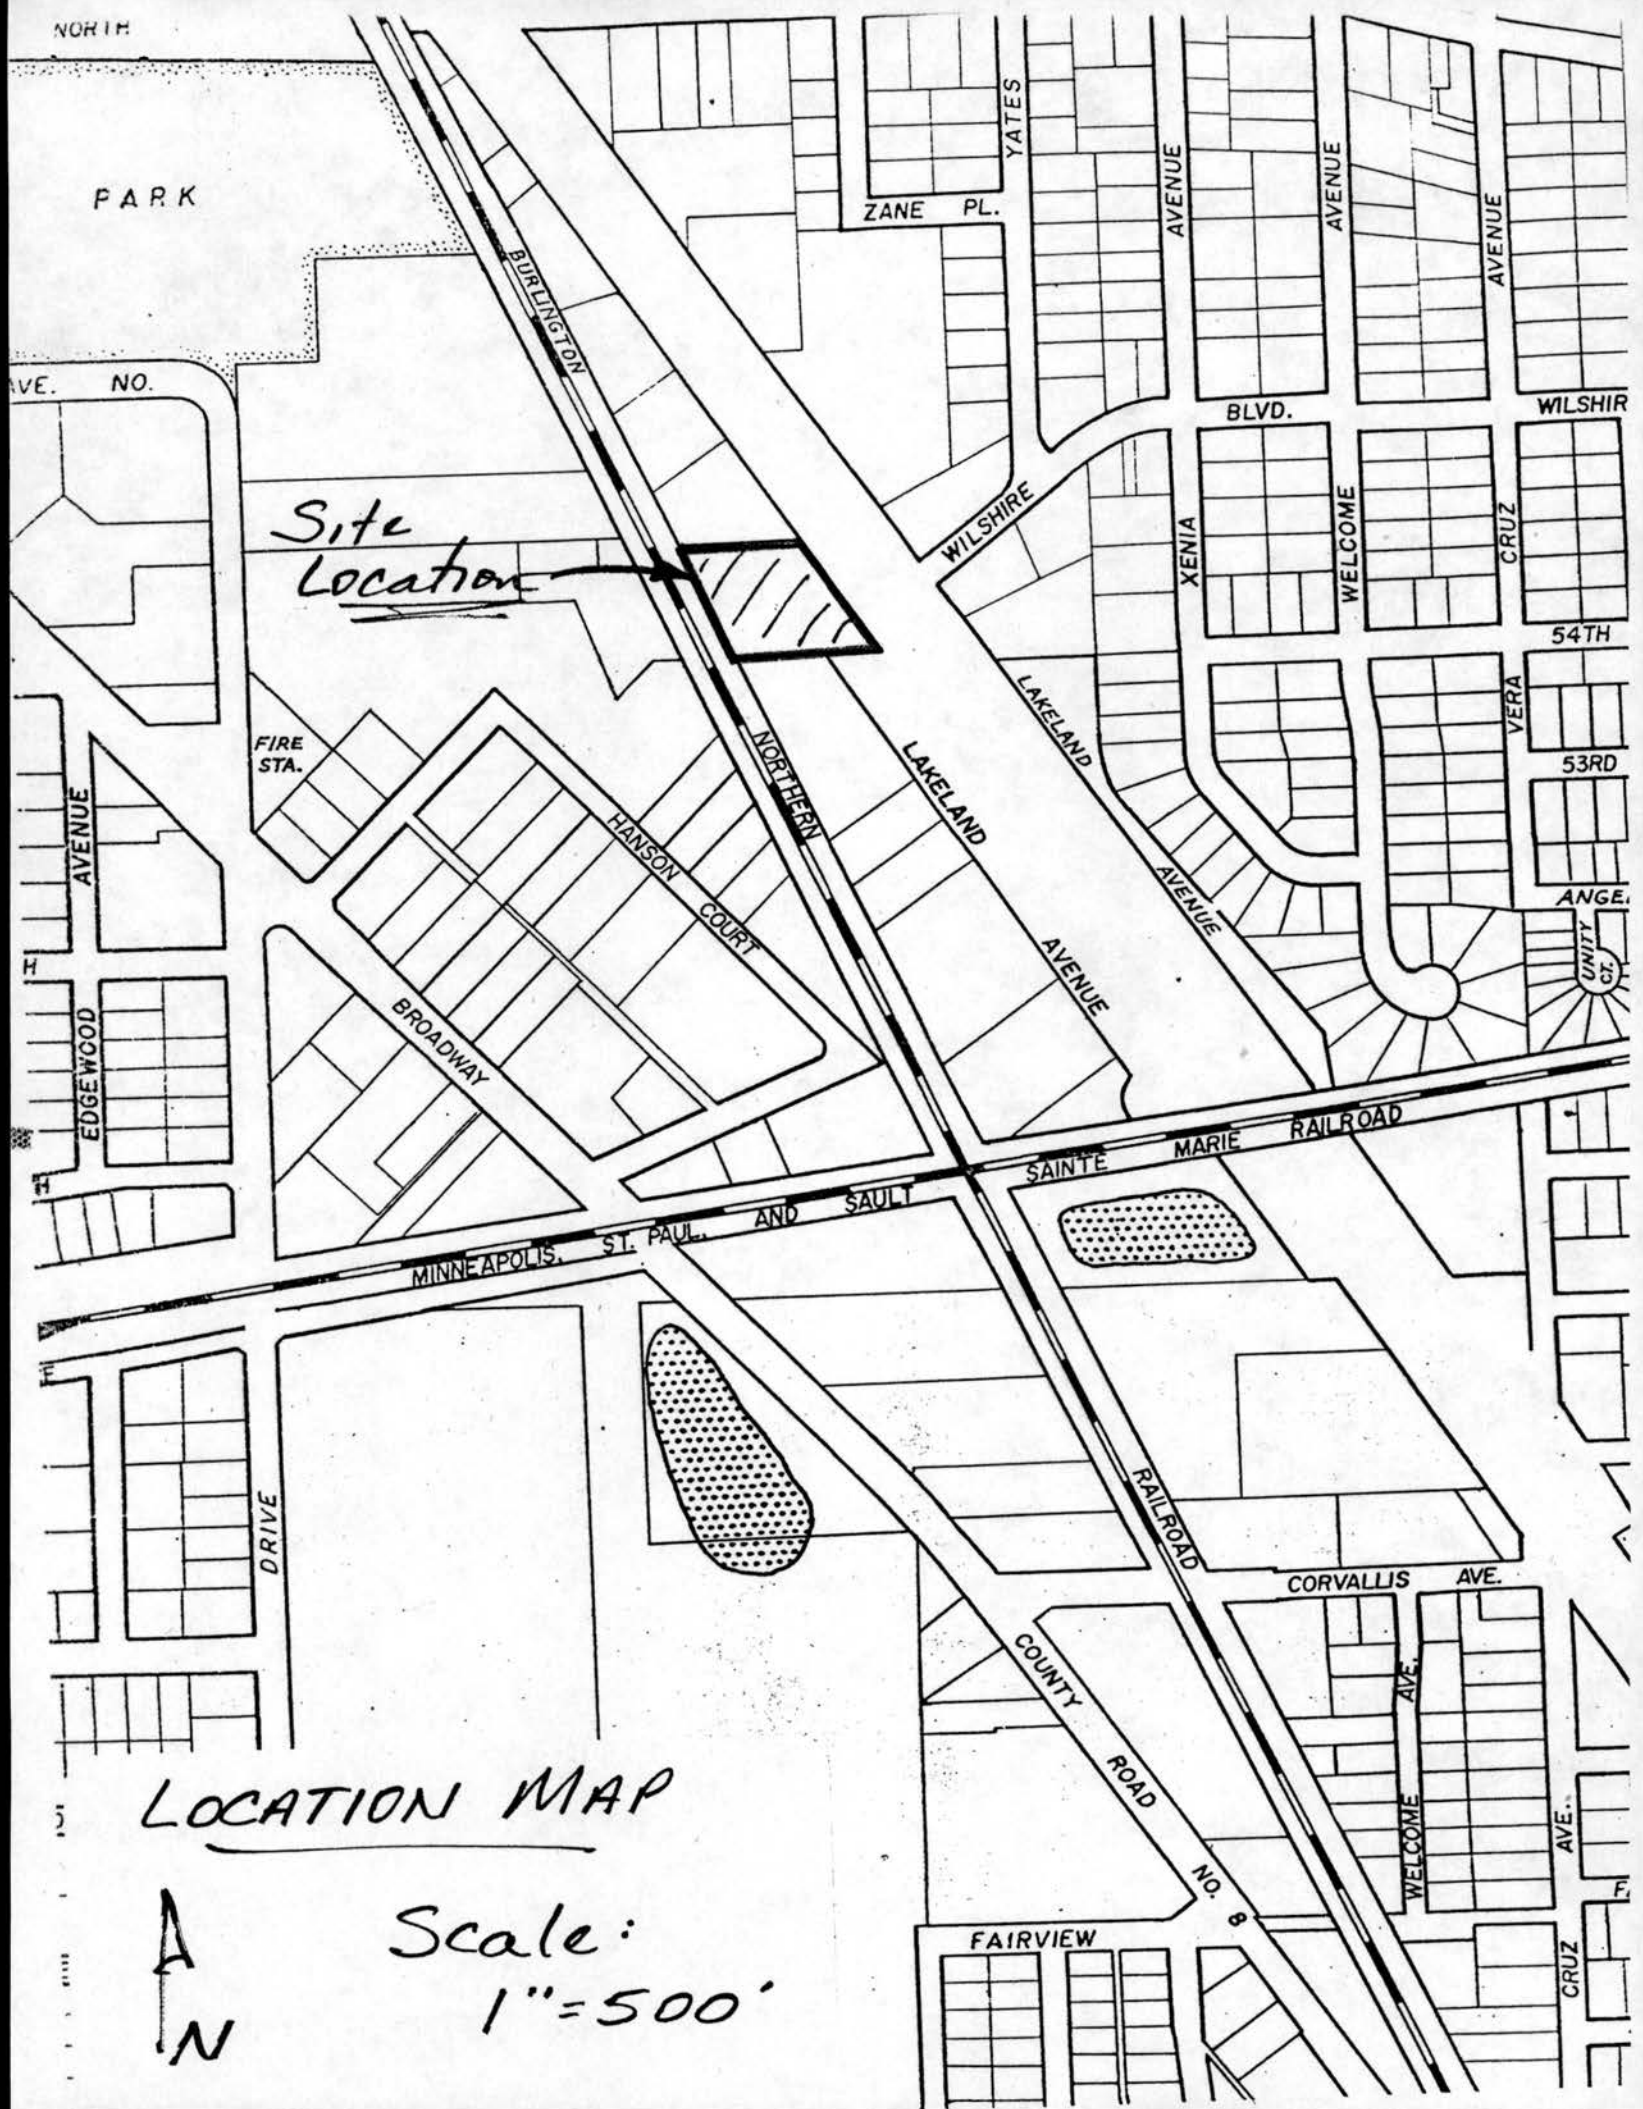 NORTH
PARK
AVE. NO.
BURLINGTON
ZANE PL.
YATES
AVENUE
AVENUE
AVENUE
BLVD.
WILSHIR
WILSHIRE
XENIA
WELCOME
CRUZ
Site
Location
54TH
VERA
53RD
LAKELAND
AVENUE
LAKELAND
AVENUE
NORTHERN
FIRE
STA.
HANSON
COURT
BROADWAY
AVENUE
EDGEWOOD
H
H
ANGE
UNITY
CT.
MINNEAPOLIS, ST. PAUL, AND SAULT SAINTE MARIE RAILROAD
RAILROAD
DRIVE
CORVALLIS AVE.
COUNTY
ROAD
NO. 8
AVE.
WELCOME
AVE.
CRUZ
FAIRVIEW
LOCATION MAP
Scale:
1"=500'
N